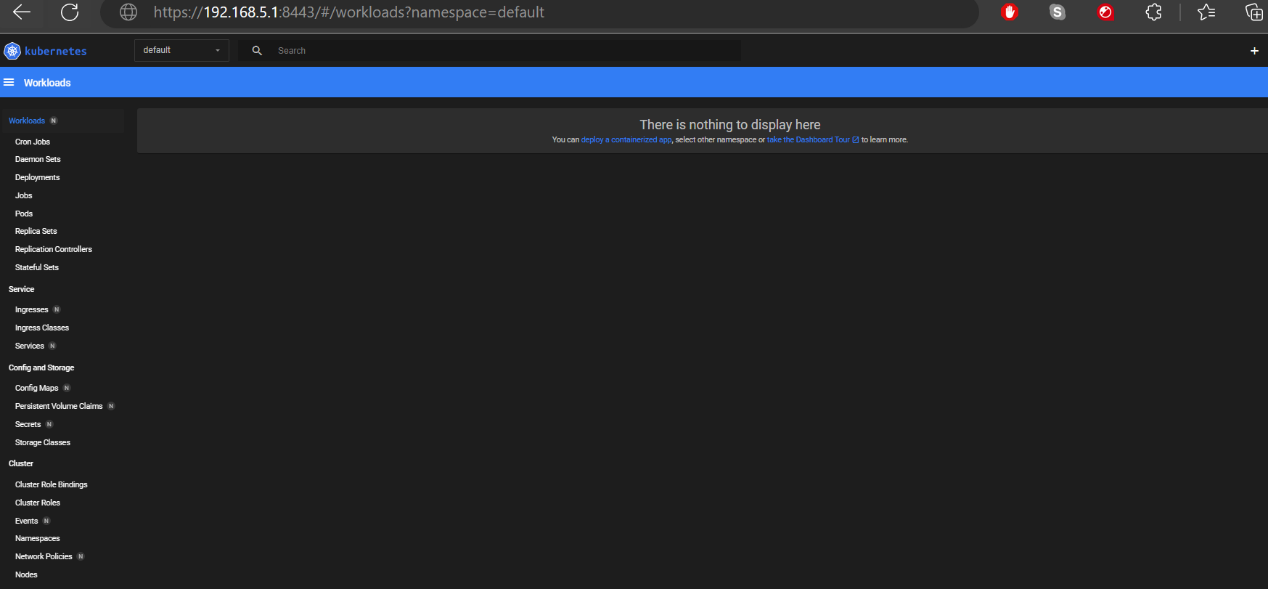 https://192.168.5.1:8443/#/workloads?namespace=default
kubernetes
default
Search
Workloads
Workloads N
Cron Jobs
Daemon Sets
Deployments
Jobs
Pods
Replica Sets
Replication Controllers
Stateful Sets
Service
Ingresses N
Ingress Classes
Services N
Config and Storage
Config Maps N
Persistent Volume Claims N
Secrets N
Storage Classes
Cluster
Cluster Role Bindings
Cluster Roles
Events N
Namespaces
Network Policies N
Nodes
There is nothing to display here
You can deploy a containerized app, select other namespace or take the Dashboard Tour to learn more.